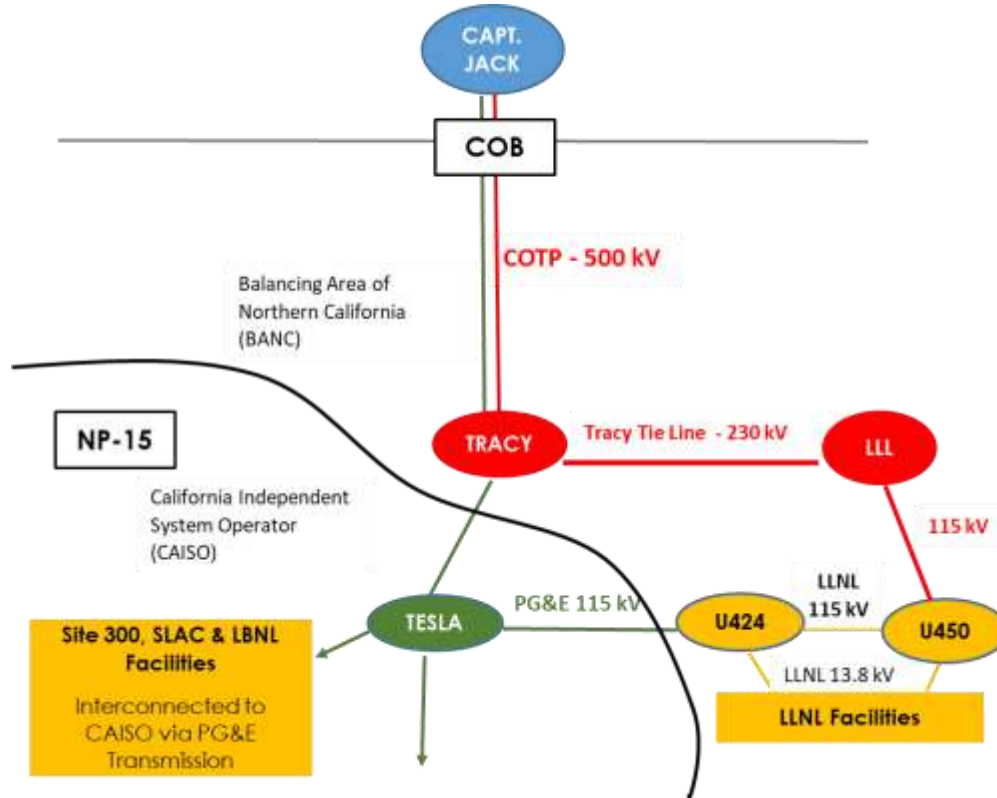 CAPT.
JACK
COB
COTP - 500 kV
Balancing Area of
Northern California
(BANC)
NP-15
TRACY
Tracy Tie Line - 230 kV
LLL
California Independent
System Operator
(CAISO)
115 kV
LLNL
115 kV
PG&E 115 kV
TESLA
U424
U450
Site 300, SLAC & LBNL
Facilities
Interconnected to
CAISO via PG&E
Transmission
LLNL 13.8 kV
LLNL Facilities